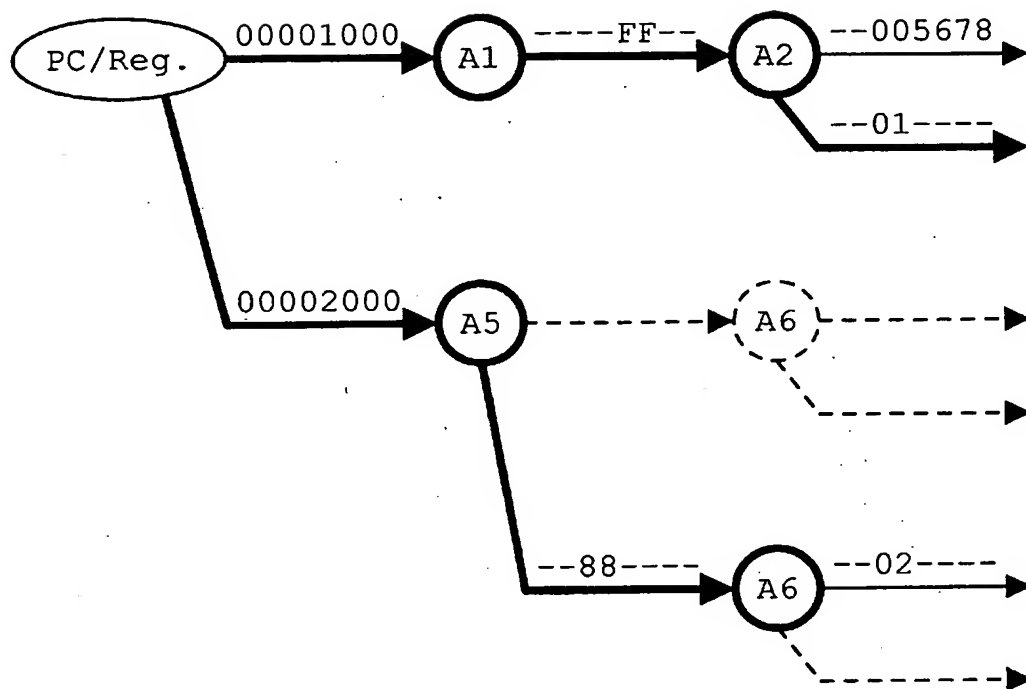 PC/Reg.
00001000
A1
----FF--
A2
--005678
--01----
00002000
A5
A6
--88----
A6
--02----